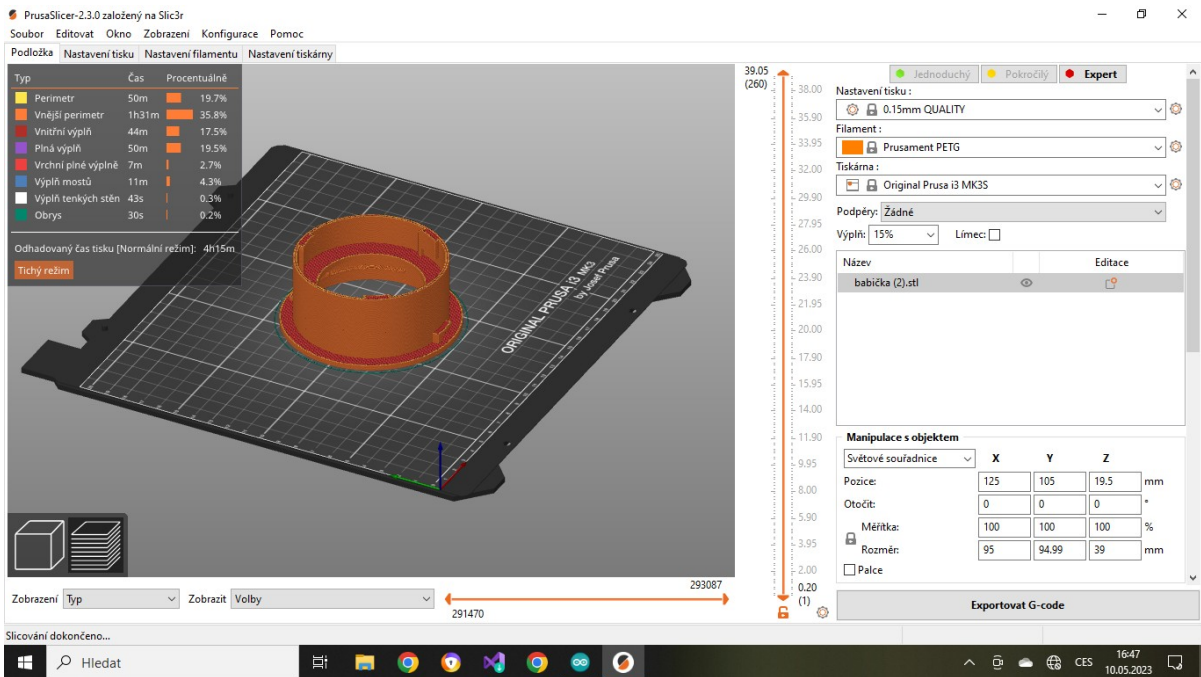 PrusaSlicer-2.3.0 založený na Slic3r
Soubor Editovat Okno Zobrazení Konfigurace Pomoc
Podložka Nastavení tisku Nastavení filamentu Nastavení tiskárny
Typ Čas Procentuálně
Perimetr 50m 19.7%
Vnější perimetr 1h31m 35.8%
Vnitřní výplň 44m 17.5%
Plná výplň 50m 19.5%
Vrchní plné výplně 7m 2.7%
Výplň mostů 11m 4.3%
Výplň tenkých stěn 43s 0.3%
Obrys 30s 0.2%
Odhadovaný čas tisku [Normální režim]: 4h15m
Tichý režim
ORIGINAL PRUSA i3 MK3
by Josef Prusa
39.05
(260)
38.00
35.90
33.95
32.00
29.90
27.95
26.00
23.90
21.95
20.00
17.90
15.95
14.00
11.90
9.95
8.00
5.90
3.95
2.00
0.20
(1)
Jednoduchý Pokročilý Expert
Nastavení tisku :
0.15mm QUALITY
Filament :
Prusament PETG
Tiskárna :
Original Prusa i3 MK3S
Podpěry: Žádné
Výplň: 15% Límec:
Název Editace
babička (2).stl
Manipulace s objektem
Světové souřadnice X Y Z
Pozice: 125 105 19.5 mm
Otočit: 0 0 0 °
Měřítka: 100 100 100 %
Rozměr: 95 94.99 39 mm
Palce
Exportovat G-code
Zobrazení Typ Zobrazit Volby
293087
291470
Slicování dokončeno...
Hledat
CES
16:47
10.05.2023